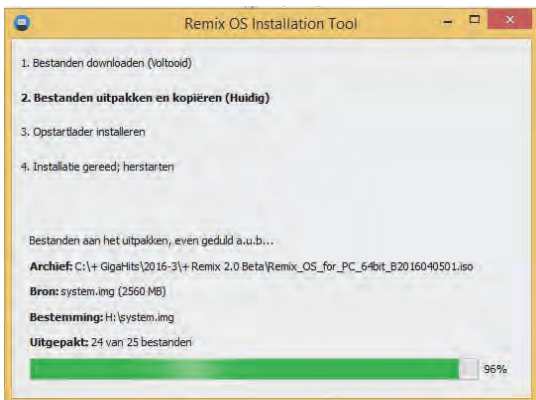 Remix OS Installation Tool
1. Bestanden downloaden (Voltooid)
2. Bestanden uitpakken en kopiëren (Huidig)
3. Opstartlader installeren
4. Installatie gereed; herstarten
Bestanden aan het uitpakken, even geduld a.u.b...
Archief: C:\+ GigaHits\2016-3\+ Remix 2.0 Beta\Remix_OS_for_PC_64bit_B2016040501.iso
Bron: system.img (2560 MB)
Bestemming: H:\system.img
Uitgepakt: 24 van 25 bestanden
96%